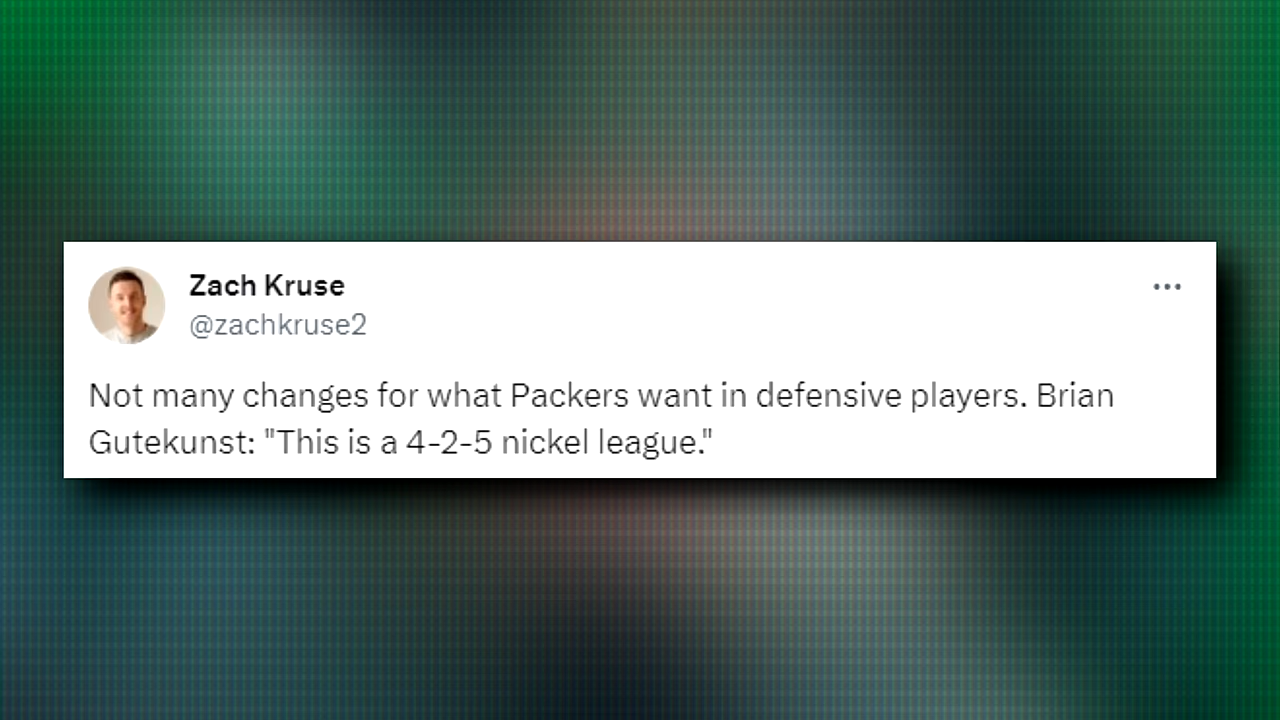 Zach Kruse
@zachkruse2
Not many changes for what Packers want in defensive players. Brian
Gutekunst: "This is a 4-2-5 nickel league."